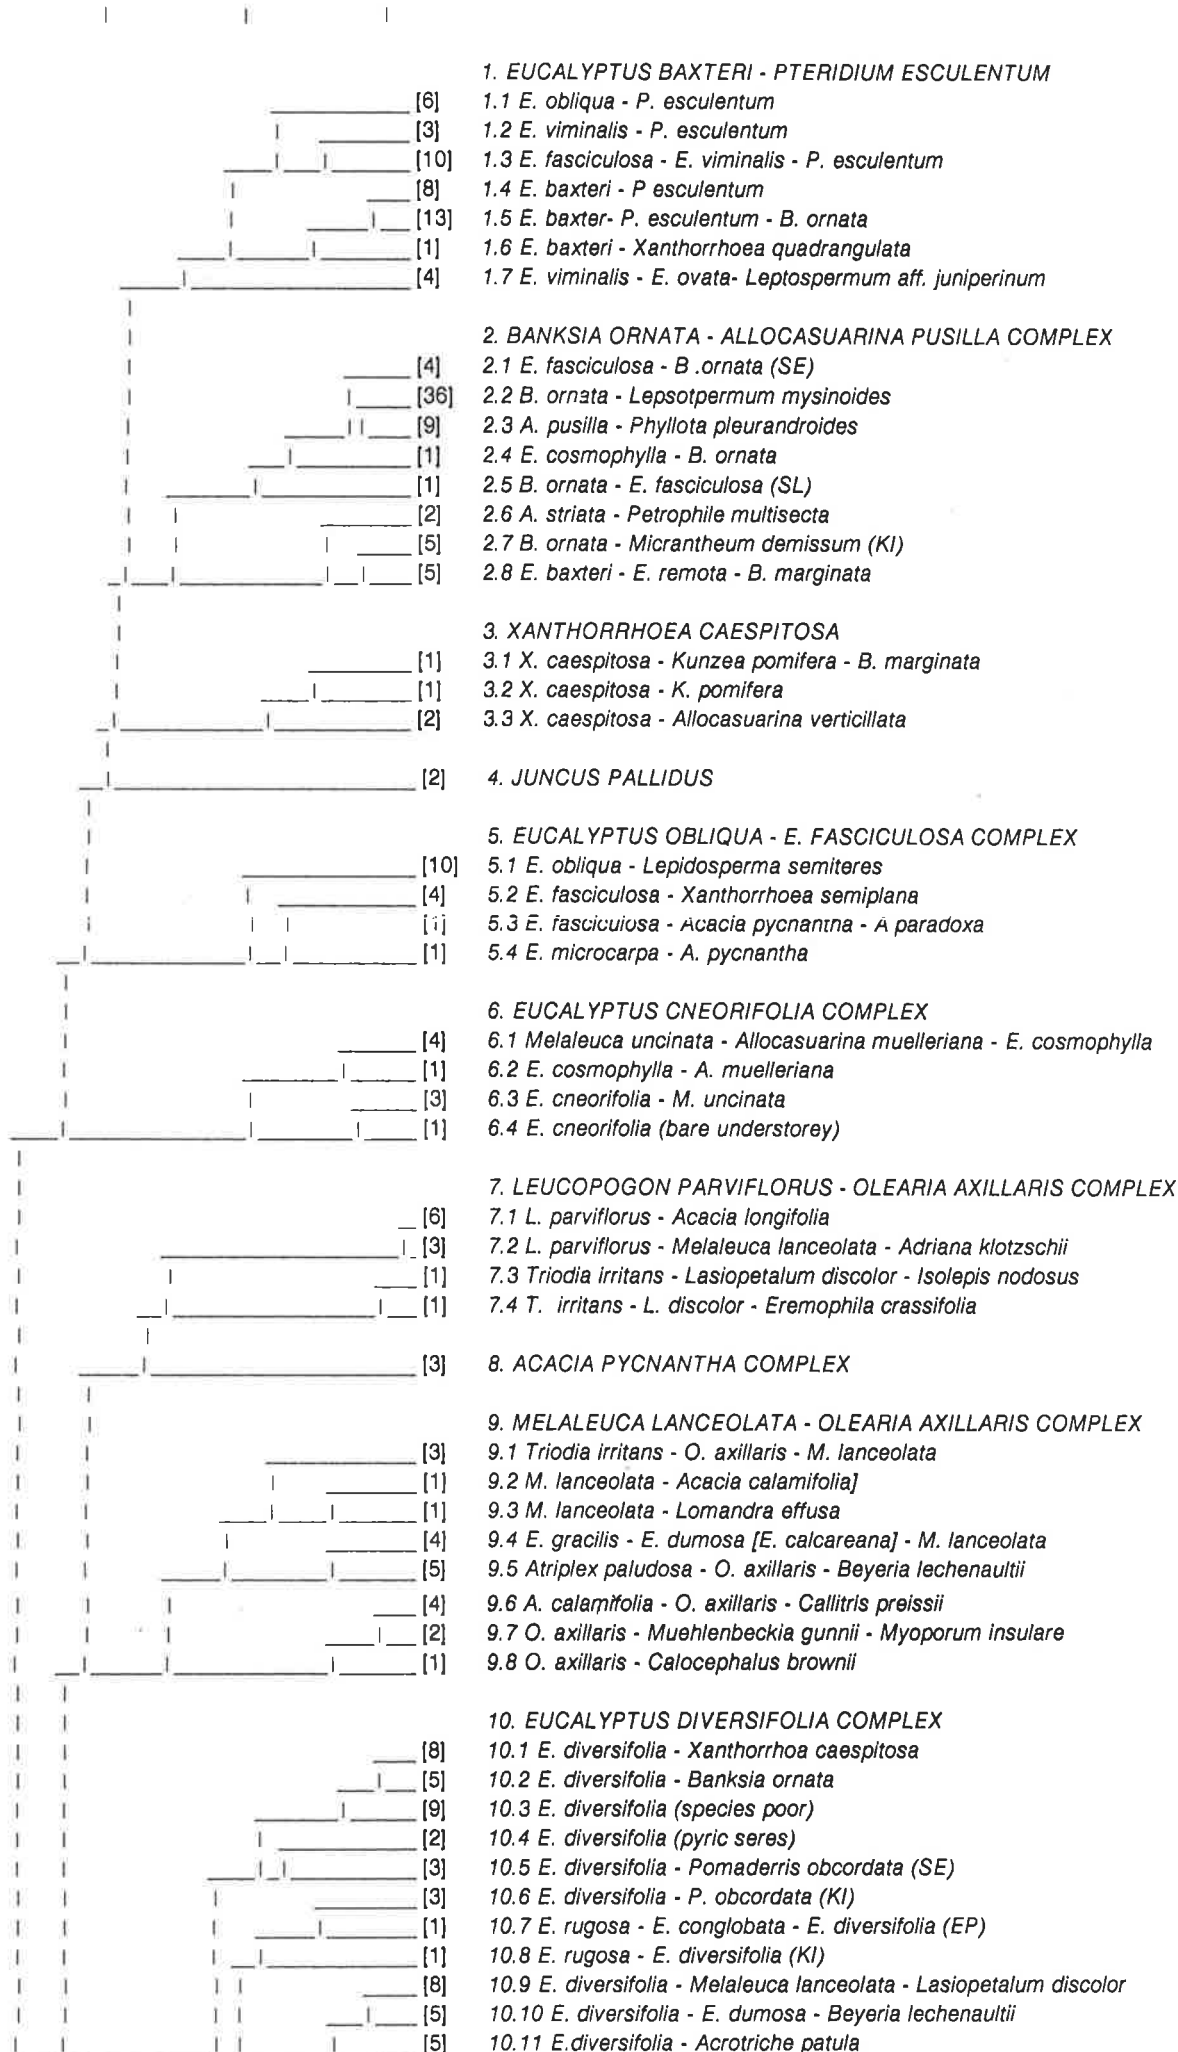 1. EUCALYPTUS BAXTERI - PTERIDIUM ESCULENTUM
[6] 1.1 E. obliqua - P. esculentum
[3] 1.2 E. viminalis - P. esculentum
[10] 1.3 E. fasciculosa - E. viminalis - P. esculentum
[8] 1.4 E. baxteri - P esculentum
[13] 1.5 E. baxter- P. esculentum - B. ornata
[1] 1.6 E. baxteri - Xanthorrhoea quadrangulata
[4] 1.7 E. viminalis - E. ovata- Leptospermum aff. juniperinum
2. BANKSIA ORNATA - ALLOCASUARINA PUSILLA COMPLEX
[4] 2.1 E. fasciculosa - B .ornata (SE)
[36] 2.2 B. ornata - Lepsotpermum mysinoides
[9] 2.3 A. pusilla - Phyllota pleurandroides
[1] 2.4 E. cosmophylla - B. ornata
[1] 2.5 B. ornata - E. fasciculosa (SL)
[2] 2.6 A. striata - Petrophile multisecta
[5] 2.7 B. ornata - Micrantheum demissum (KI)
[5] 2.8 E. baxteri - E. remota - B. marginata
3. XANTHORRHOEA CAESPITOSA
[1] 3.1 X. caespitosa - Kunzea pomifera - B. marginata
[1] 3.2 X. caespitosa - K. pomifera
[2] 3.3 X. caespitosa - Allocasuarina verticillata
[2] 4. JUNCUS PALLIDUS
5. EUCALYPTUS OBLIQUA - E. FASCICULOSA COMPLEX
[10] 5.1 E. obliqua - Lepidosperma semiteres
[4] 5.2 E. fasciculosa - Xanthorrhoea semiplana
[1] 5.3 E. fasciculosa - Acacia pycnantha - A paradoxa
[1] 5.4 E. microcarpa - A. pycnantha
6. EUCALYPTUS CNEORIFOLIA COMPLEX
[4] 6.1 Melaleuca uncinata - Allocasuarina muelleriana - E. cosmophylla
[1] 6.2 E. cosmophylla - A. muelleriana
[3] 6.3 E. cneorifolia - M. uncinata
[1] 6.4 E. cneorifolia (bare understorey)
7. LEUCOPOGON PARVIFLORUS - OLEARIA AXILLARIS COMPLEX
[6] 7.1 L. parviflorus - Acacia longifolia
[3] 7.2 L. parviflorus - Melaleuca lanceolata - Adriana klotzschii
[1] 7.3 Triodia irritans - Lasiopetalum discolor - Isolepis nodosus
[1] 7.4 T. irritans - L. discolor - Eremophila crassifolia
[3] 8. ACACIA PYCNANTHA COMPLEX
9. MELALEUCA LANCEOLATA - OLEARIA AXILLARIS COMPLEX
[3] 9.1 Triodia irritans - O. axillaris - M. lanceolata
[1] 9.2 M. lanceolata - Acacia calamifolia]
[1] 9.3 M. lanceolata - Lomandra effusa
[4] 9.4 E. gracilis - E. dumosa [E. calcareana] - M. lanceolata
[5] 9.5 Atriplex paludosa - O. axillaris - Beyeria lechenaultii
[4] 9.6 A. calamifolia - O. axillaris - Callitris preissii
[2] 9.7 O. axillaris - Muehlenbeckia gunnii - Myoporum insulare
[1] 9.8 O. axillaris - Calocephalus brownii
10. EUCALYPTUS DIVERSIFOLIA COMPLEX
[8] 10.1 E. diversifolia - Xanthorrhoa caespitosa
[5] 10.2 E. diversifolia - Banksia ornata
[9] 10.3 E. diversifolia (species poor)
[2] 10.4 E. diversifolia (pyric seres)
[3] 10.5 E. diversifolia - Pomaderris obcordata (SE)
[3] 10.6 E. diversifolia - P. obcordata (KI)
[1] 10.7 E. rugosa - E. conglobata - E. diversifolia (EP)
[1] 10.8 E. rugosa - E. diversifolia (KI)
[8] 10.9 E. diversifolia - Melaleuca lanceolata - Lasiopetalum discolor
[5] 10.10 E. diversifolia - E. dumosa - Beyeria lechenaultii
[5] 10.11 E.diversifolia - Acrotriche patula